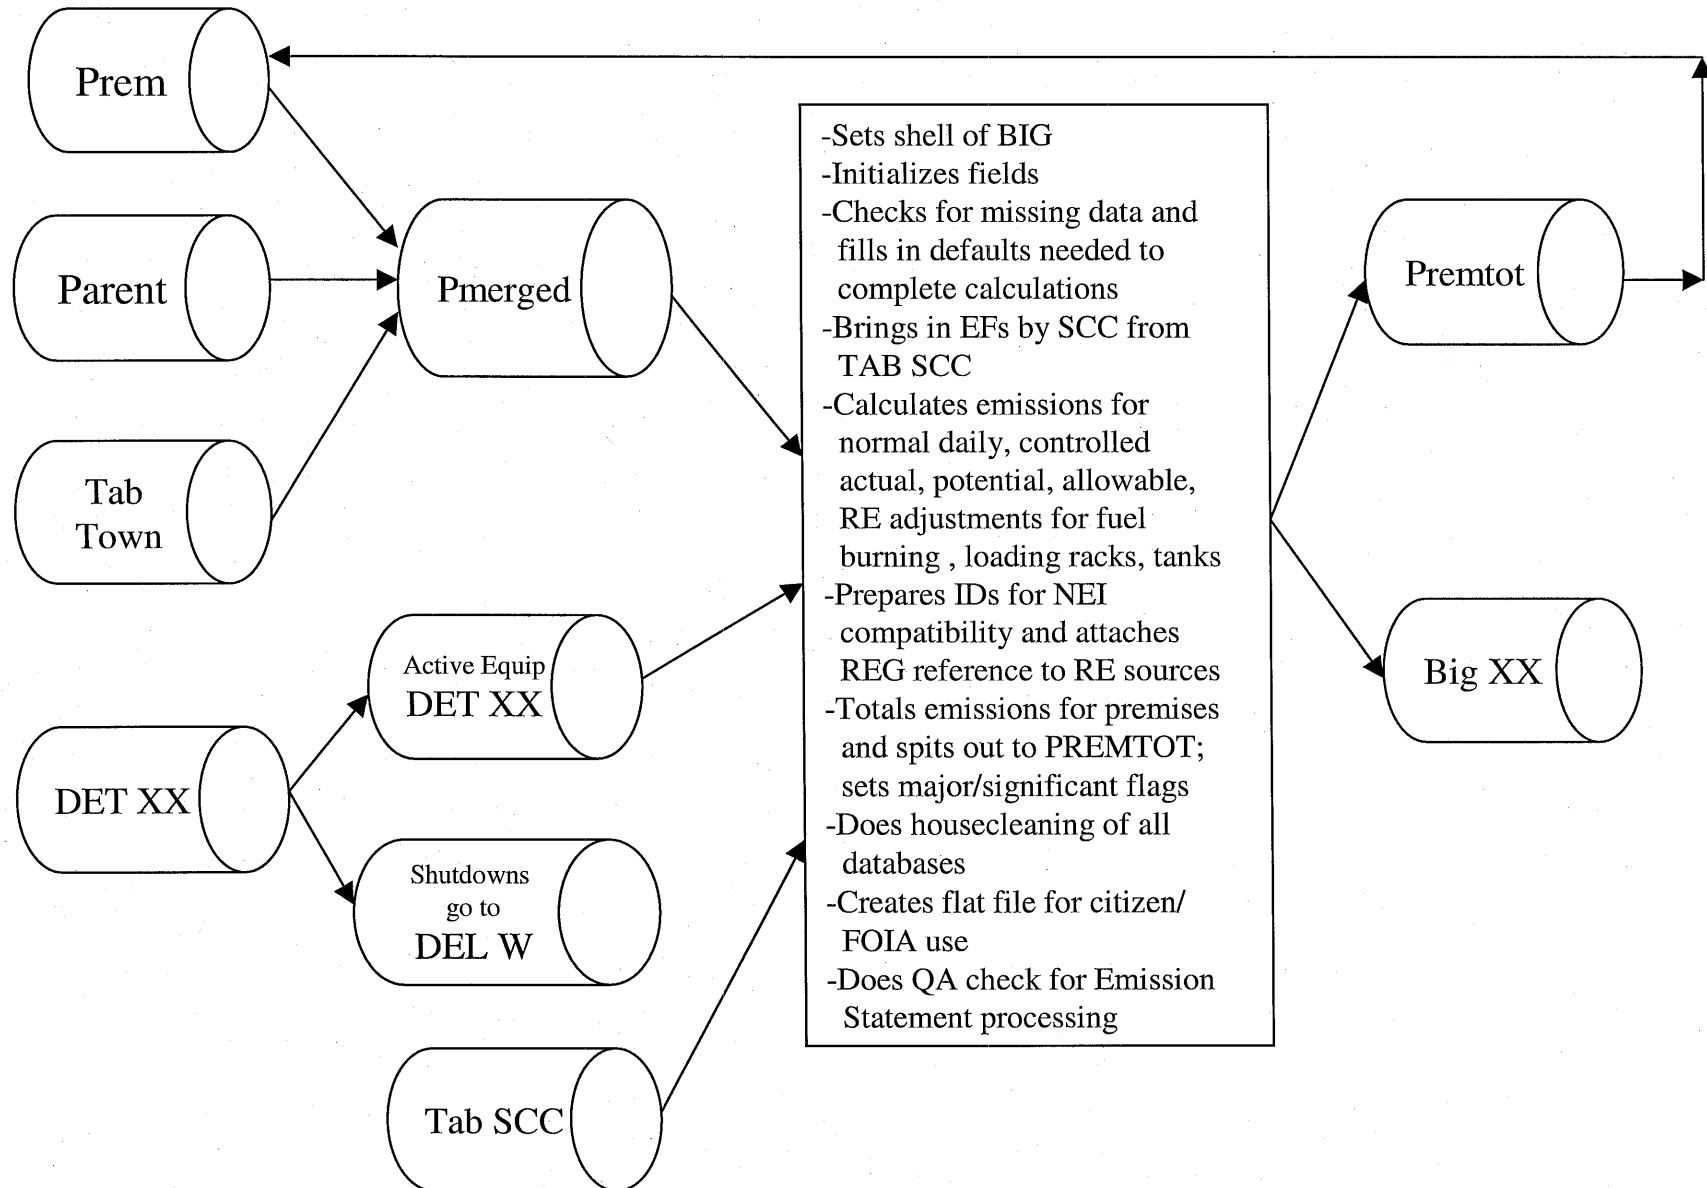 Prem
Parent
Tab
Town
Pmerged
DET XX
Active Equip
DET XX
Shutdowns
go to
DEL W
Tab SCC
-Sets shell of BIG
-Initializes fields
-Checks for missing data and
fills in defaults needed to
complete calculations
-Brings in EFs by SCC from
TAB SCC
-Calculates emissions for
normal daily, controlled
actual, potential, allowable,
RE adjustments for fuel
burning , loading racks, tanks
-Prepares IDs for NEI
compatibility and attaches
REG reference to RE sources
-Totals emissions for premises
and spits out to PREMTOT;
sets major/significant flags
-Does housecleaning of all
databases
-Creates flat file for citizen/
FOIA use
-Does QA check for Emission
Statement processing
Premtot
Big XX